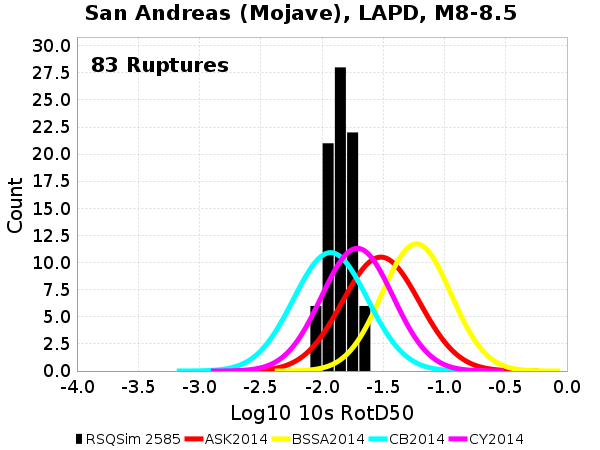 San Andreas (Mojave), LAPD, M8-8.5
83 Ruptures
Count
30.0
27.5
25.0
22.5
20.0
17.5
15.0
12.5
10.0
7.5
5.0
2.5
0.0
-4.0 -3.5 -3.0 -2.5 -2.0 -1.5 -1.0 -0.5 0.0
Log10 10s RotD50
RSQSim 2585 ASK2014 BSSA2014 CB2014 CY2014